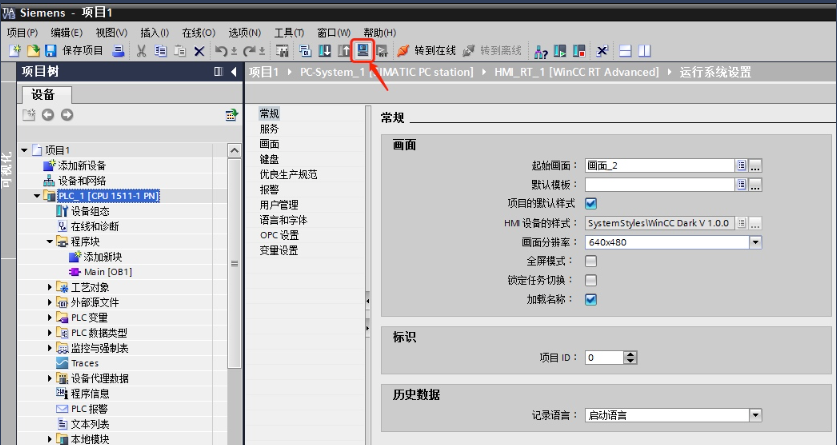 Siemens - 项目1
项目(P) 编辑(E) 视图(V) 插入(I) 在线(O) 选项(N) 工具(T) 窗口(W) 帮助(H)
保存项目 转到在线 转到离线
项目树
项目1 PC-System_1 [SIMATIC PC station] HMI_RT_1 [WinCC RT Advanced] 运行系统设置
设备
可视化
项目1
添加新设备
设备和网络
PLC_1 [CPU 1511-1 PN]
设备组态
在线和诊断
程序块
添加新块
Main [OB1]
工艺对象
外部源文件
PLC 变量
PLC 数据类型
监控与强制表
Traces
设备代理数据
程序信息
PLC 报警
文本列表
本地模块
常规
服务
画面
键盘
优良生产规范
报警
用户管理
语言和字体
OPC 设置
变量设置
常规
画面
起始画面： 画面_2
默认模板：
项目的默认样式
HMI 设备的样式： SystemStyles\WinCC Dark V 1.0.0
画面分辨率： 640x480
全屏模式：
锁定任务切换：
加载名称：
标识
项目 ID： 0
历史数据
记录语言： 启动语言